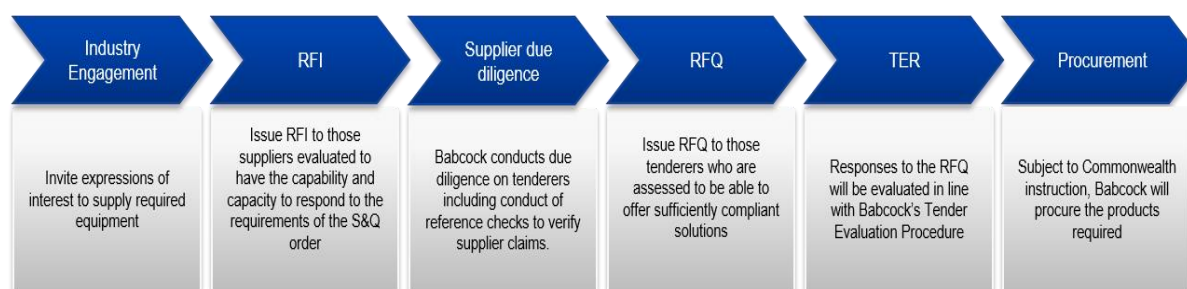 Industry
Engagement
RFI
Supplier due
diligence
RFQ
TER
Procurement
Invite expressions of
interest to supply required
equipment
Issue RFI to those
suppliers evaluated to
have the capability and
capacity to respond to the
requirements of the S&Q
order
Babcock conducts due
diligence on tenderers
including conduct of
reference checks to verify
supplier claims.
Issue RFQ to those
tenderers who are
assessed to be able to
offer sufficiently compliant
solutions
Responses to the RFQ
will be evaluated in line
with Babcock's Tender
Evaluation Procedure
Subject to Commonwealth
instruction, Babcock will
procure the products
required